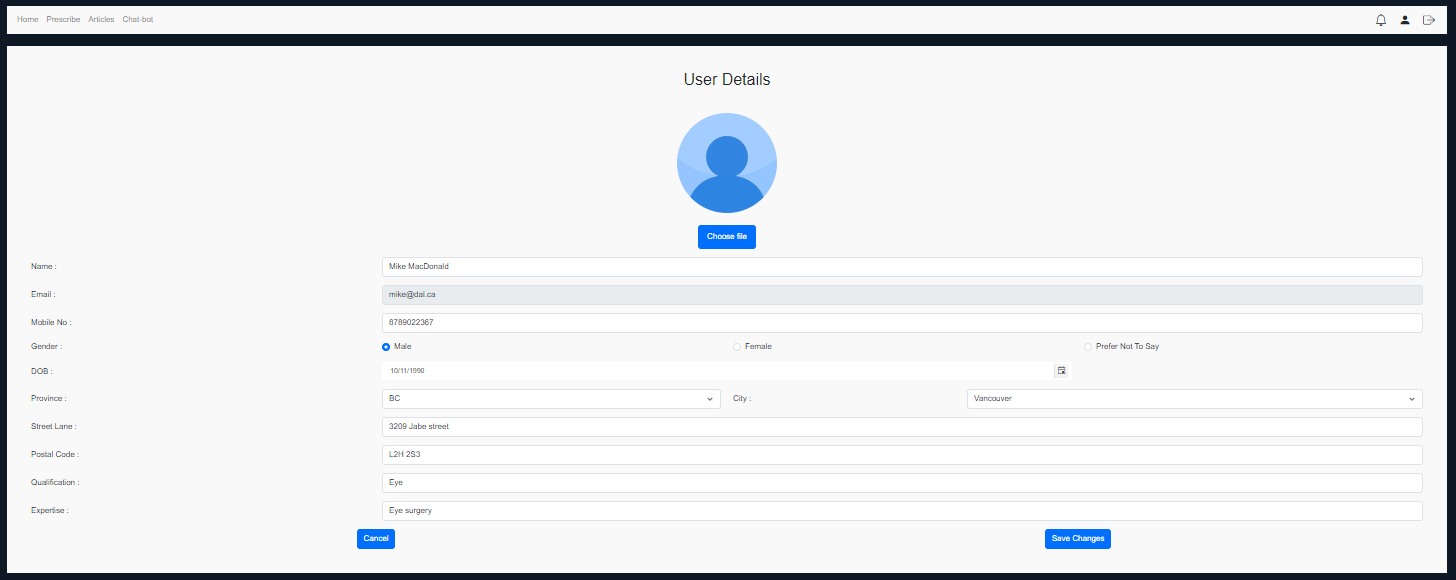 Home Prescribe Articles Chat-bot
User Details
Choose file
Name : Mike MacDonald
Email : mike@dal.ca
Mobile No : 8789022367
Gender : Male Female Prefer Not To Say
DOB : 10/11/1990
Province : BC City : Vancouver
Street Lane : 3209 Jabe street
Postal Code : L2H 2S3
Qualification : Eye
Expertise : Eye surgery
Cancel Save Changes